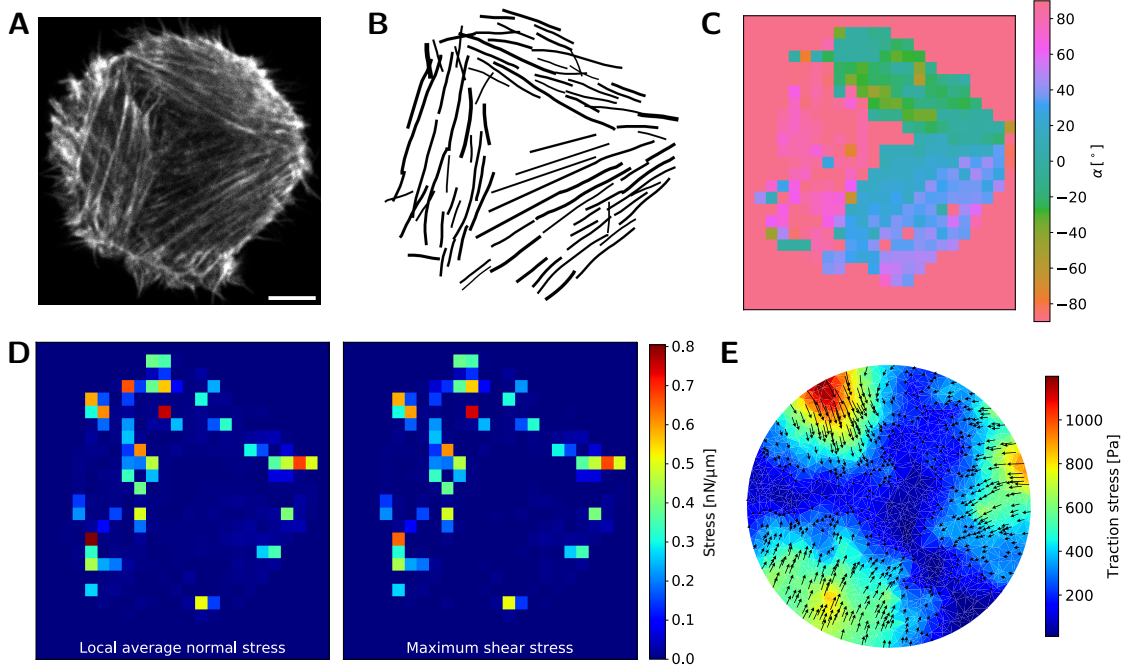 A
B
C
80
60
40
20
0
−20
−40
−60
−80
α [°]
D
Local average normal stress
Maximum shear stress
0.8
0.7
0.6
0.5
0.4
0.3
0.2
0.1
0.0
Stress [nN/μm]
E
1000
800
600
400
200
Traction stress [Pa]